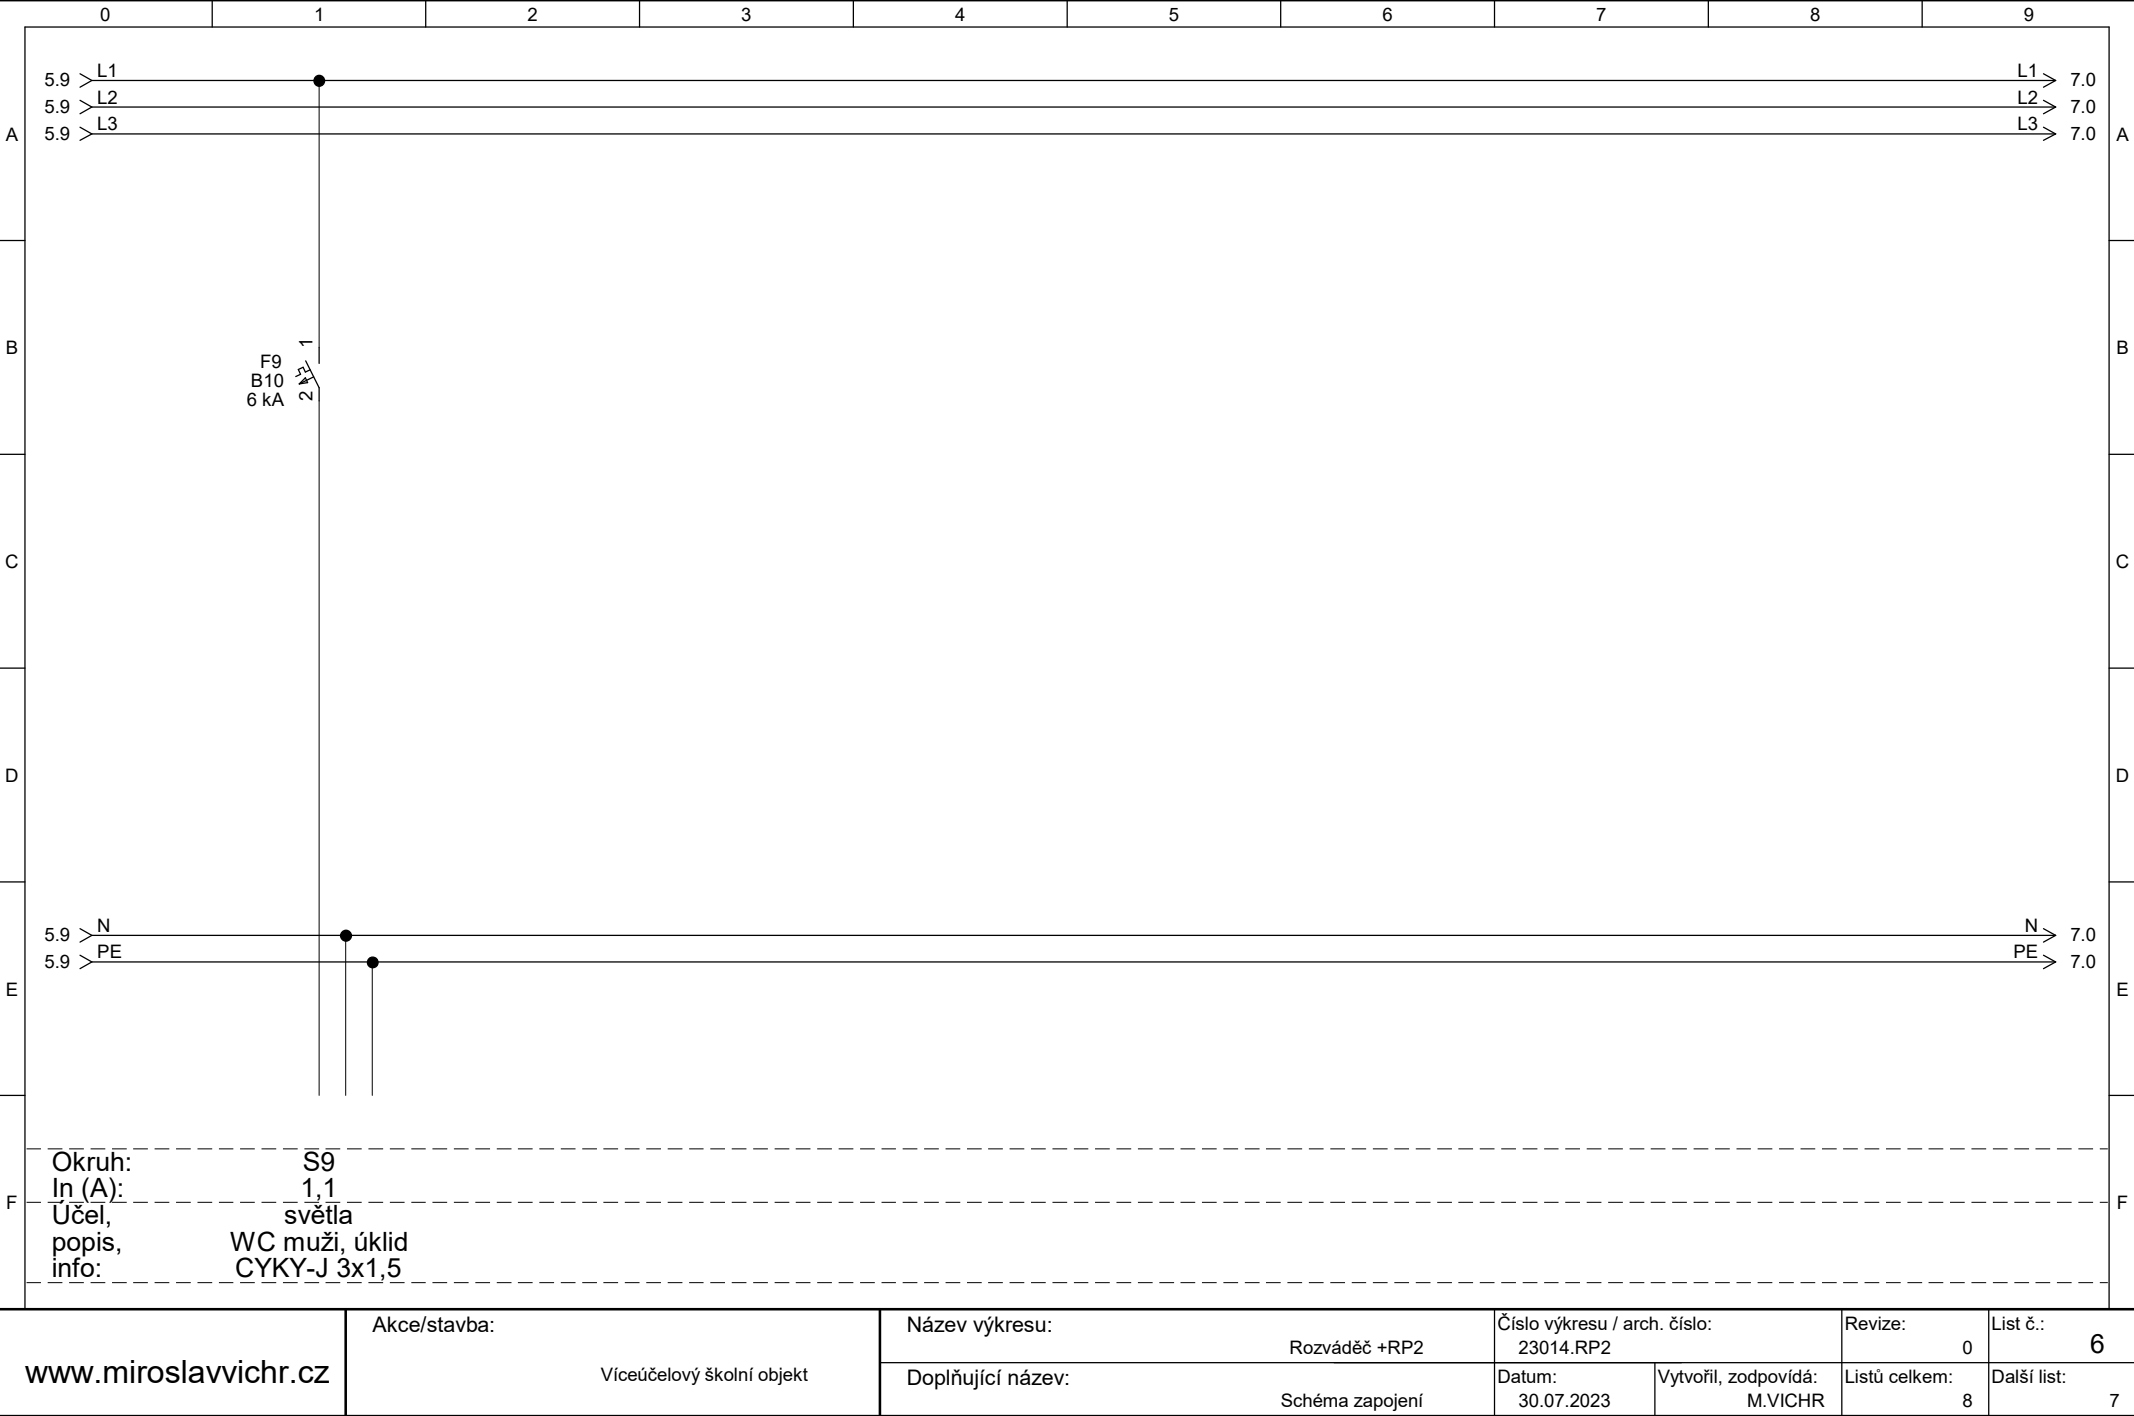 0 1 2 3 4 5 6 7 8 9
5.9 L1 L1 7.0
5.9 L2 L2 7.0
5.9 L3 L3 7.0
A A
B 1 B
F9
B10
6 kA 2
C C
D D
5.9 N N 7.0
5.9 PE PE 7.0
E E
Okruh: S9
In (A): 1,1
F F
Účel, světla
popis, WC muži, úklid
info: CYKY-J 3x1,5
www.miroslavvichr.cz
Akce/stavba:
Víceúčelový školní objekt
Název výkresu:
Rozváděč +RP2
Doplňující název:
Schéma zapojení
Číslo výkresu / arch. číslo:
23014.RP2
Revize:
0
List č.:
6
Datum:
30.07.2023
Vytvořil, zodpovídá:
M.VICHR
Listů celkem:
8
Další list:
7